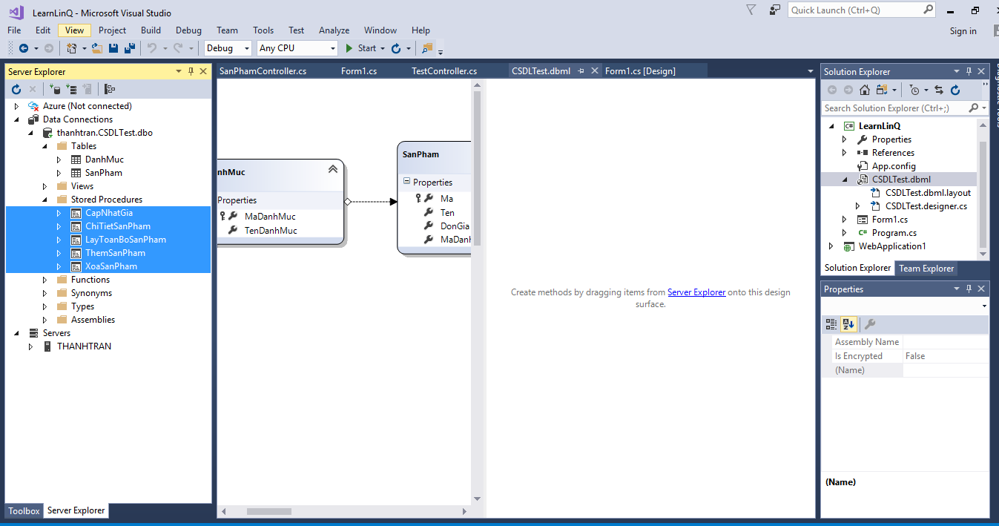 LearnLinQ - Microsoft Visual Studio
Quick Launch (Ctrl+Q)
File Edit View Project Build Debug Team Tools Test Analyze Window Help
Sign in
Debug Any CPU Start
Server Explorer
Azure (Not connected)
Data Connections
thanhtran.CSDLTest.dbo
Tables
DanhMuc
SanPham
Views
Stored Procedures
CapNhatGia
ChiTietSanPham
LayToanBoSanPham
ThemSanPham
XoaSanPham
Functions
Synonyms
Types
Assemblies
Servers
THANHTRAN
Toolbox Server Explorer
SanPhamController.cs Form1.cs TestController.cs CSDLTest.dbml Form1.cs [Design]
nhMuc
Properties
MaDanhMuc
TenDanhMuc
SanPham
Properties
Ma
Ten
DonGia
MaDanh
Create methods by dragging items from Server Explorer onto this design
surface.
Solution Explorer
Search Solution Explorer (Ctrl+;)
LearnLinQ
Properties
References
App.config
CSDLTest.dbml
CSDLTest.dbml.layout
CSDLTest.designer.cs
Form1.cs
Program.cs
WebApplication1
Solution Explorer Team Explorer
Properties
Assembly Name
Is Encrypted False
(Name)
(Name)